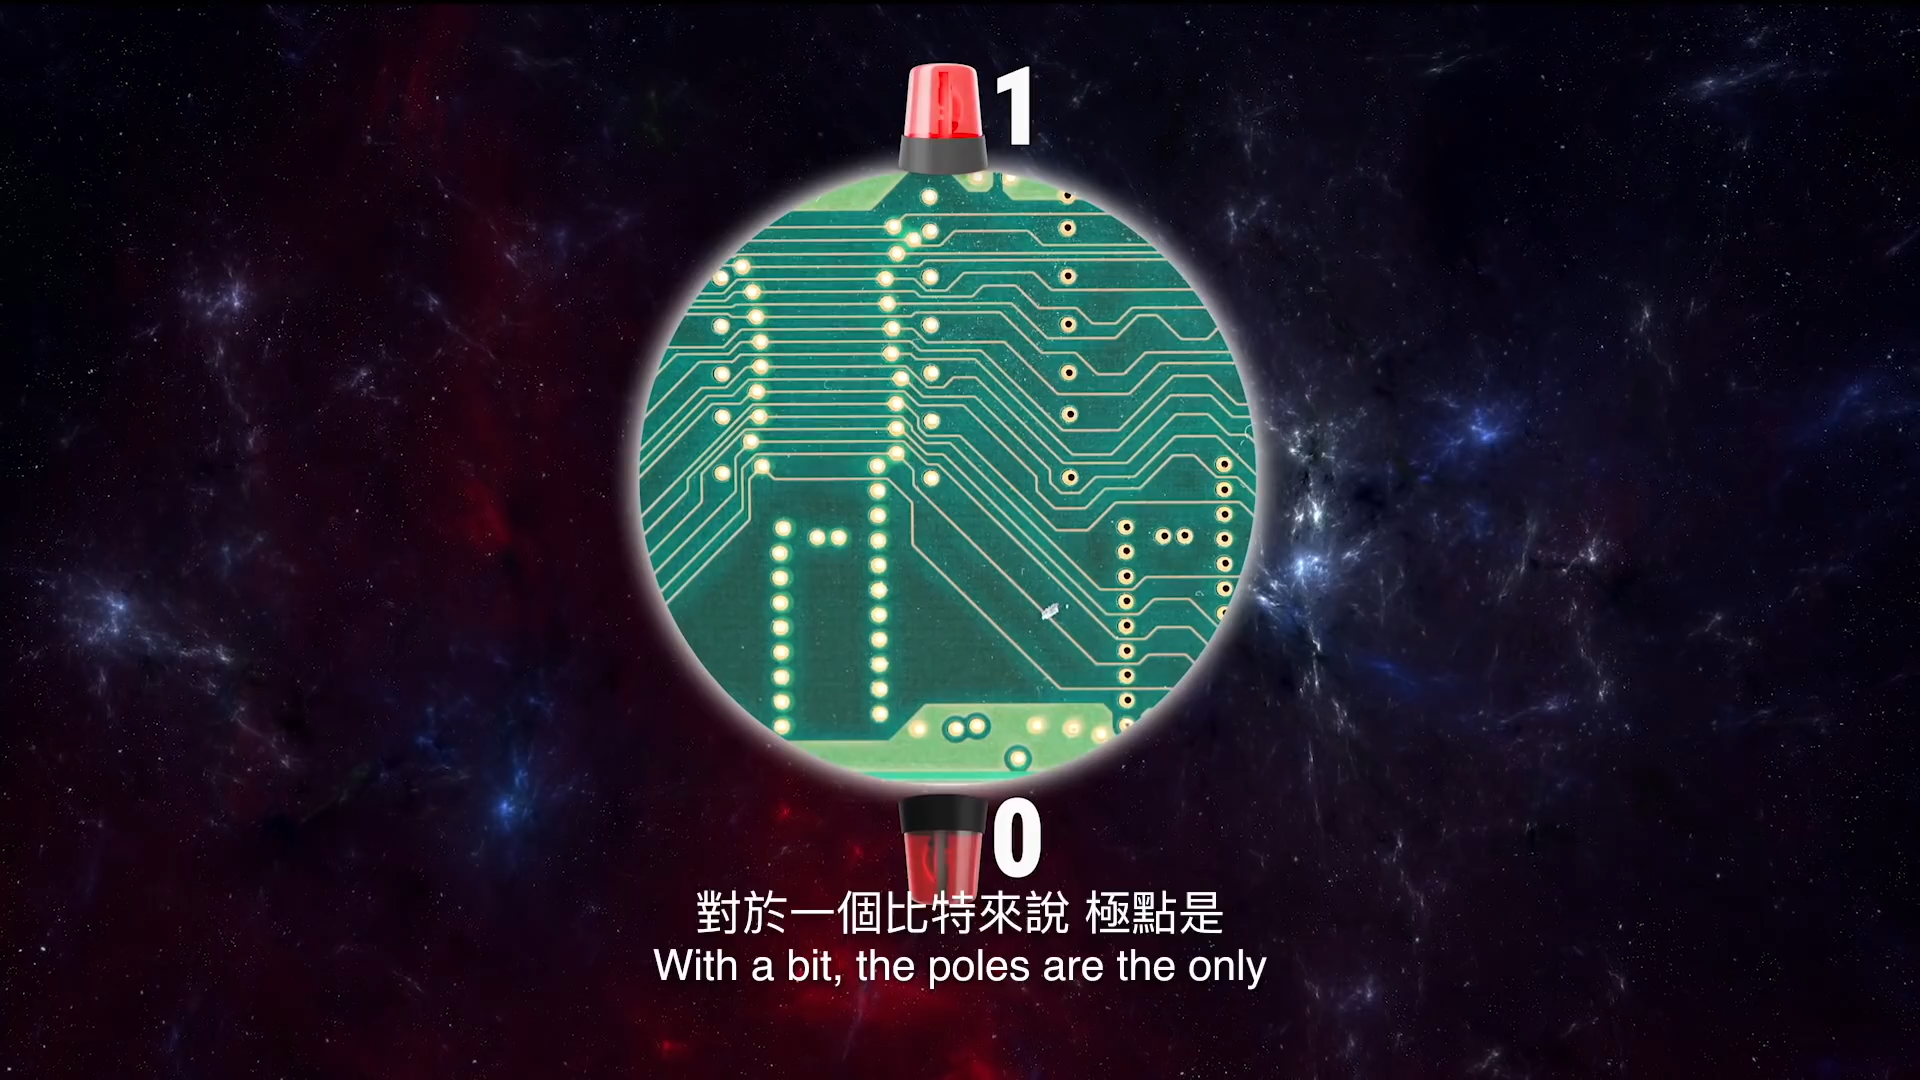 1
0
對於一個比特來說 極點是
With a bit, the poles are the only